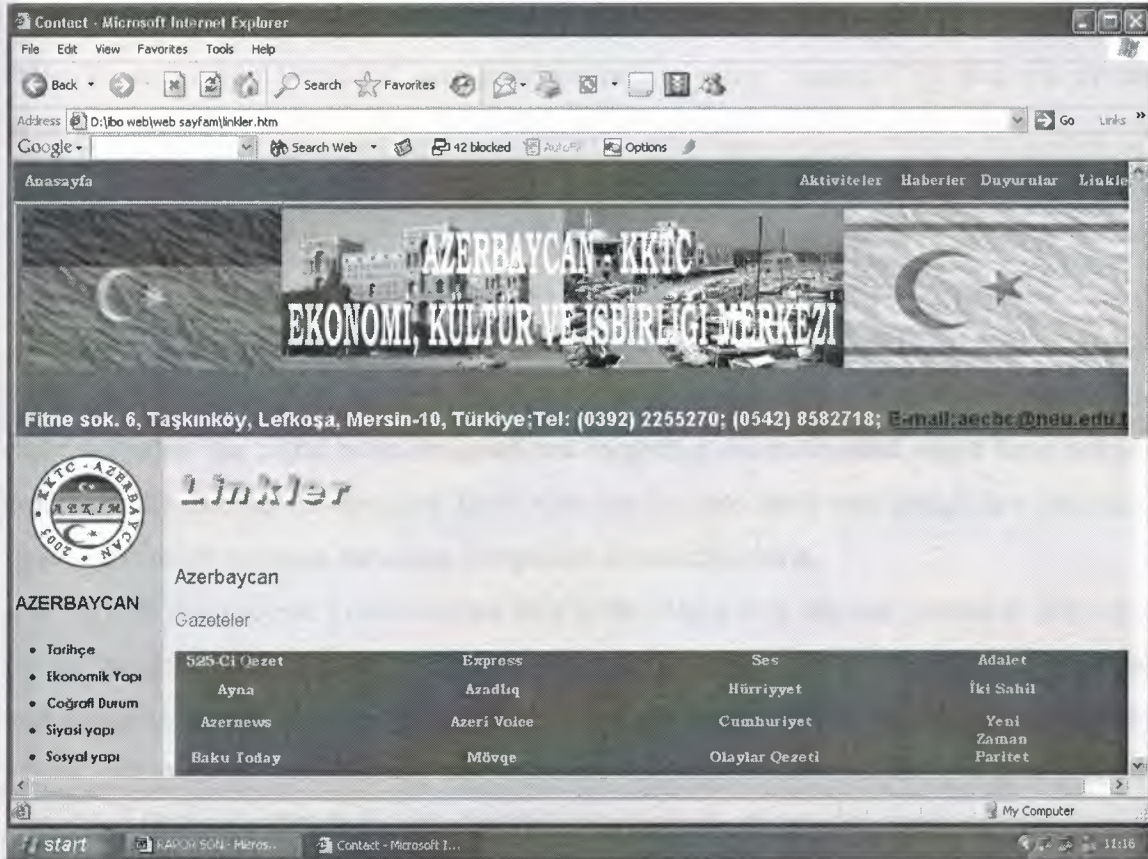 Contact - Microsoft Internet Explorer
File Edit View Favorites Tools Help
Back Search Favorites
Address D:\ibo web\web sayfam\linkler.htm Go Links »
Google Search Web 42 blocked AutoFill Options
Anasayfa Aktiviteler Haberler Duyurular Linkle
AZERBAYCAN - KKTC
EKONOMI, KÜLTÜR VE IŞBIRLIGI MERKEZİ
Fitne sok. 6, Taşkınköy, Lefkoşa, Mersin-10, Türkiye;Tel: (0392) 2255270; (0542) 8582718; E-mail:aecbc@neu.edu.t
KKTC - AZERBAYCAN
AEKIM
2005
Linkler
AZERBAYCAN
Tarihçe
Ekonomik Yapı
Coğrafi Durum
Siyasi yapı
Sosyal yapı
Azerbaycan
Gazeteler
525-Ci Qezet Express Ses Adalet
Ayna Azadlıq Hürriyyet İki Sahil
Azernews Azeri Voice Cumhuriyet Yeni
Zaman
Baku Today Mövqe Olaylar Qezeti Paritet
My Computer
start RAPOR SON - Micros... Contact - Microsoft I... 11:16